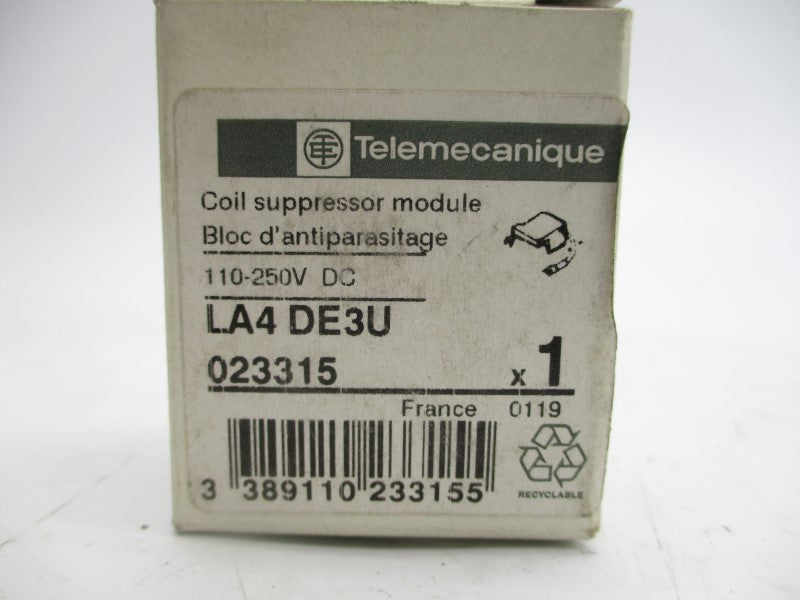 Telemecanique
Coil suppressor module
Bloc d'antiparasitage
110-250V DC
LA4 DE3U
023315 x 1
France 0119
3 389110 233155
RECYCLABLE